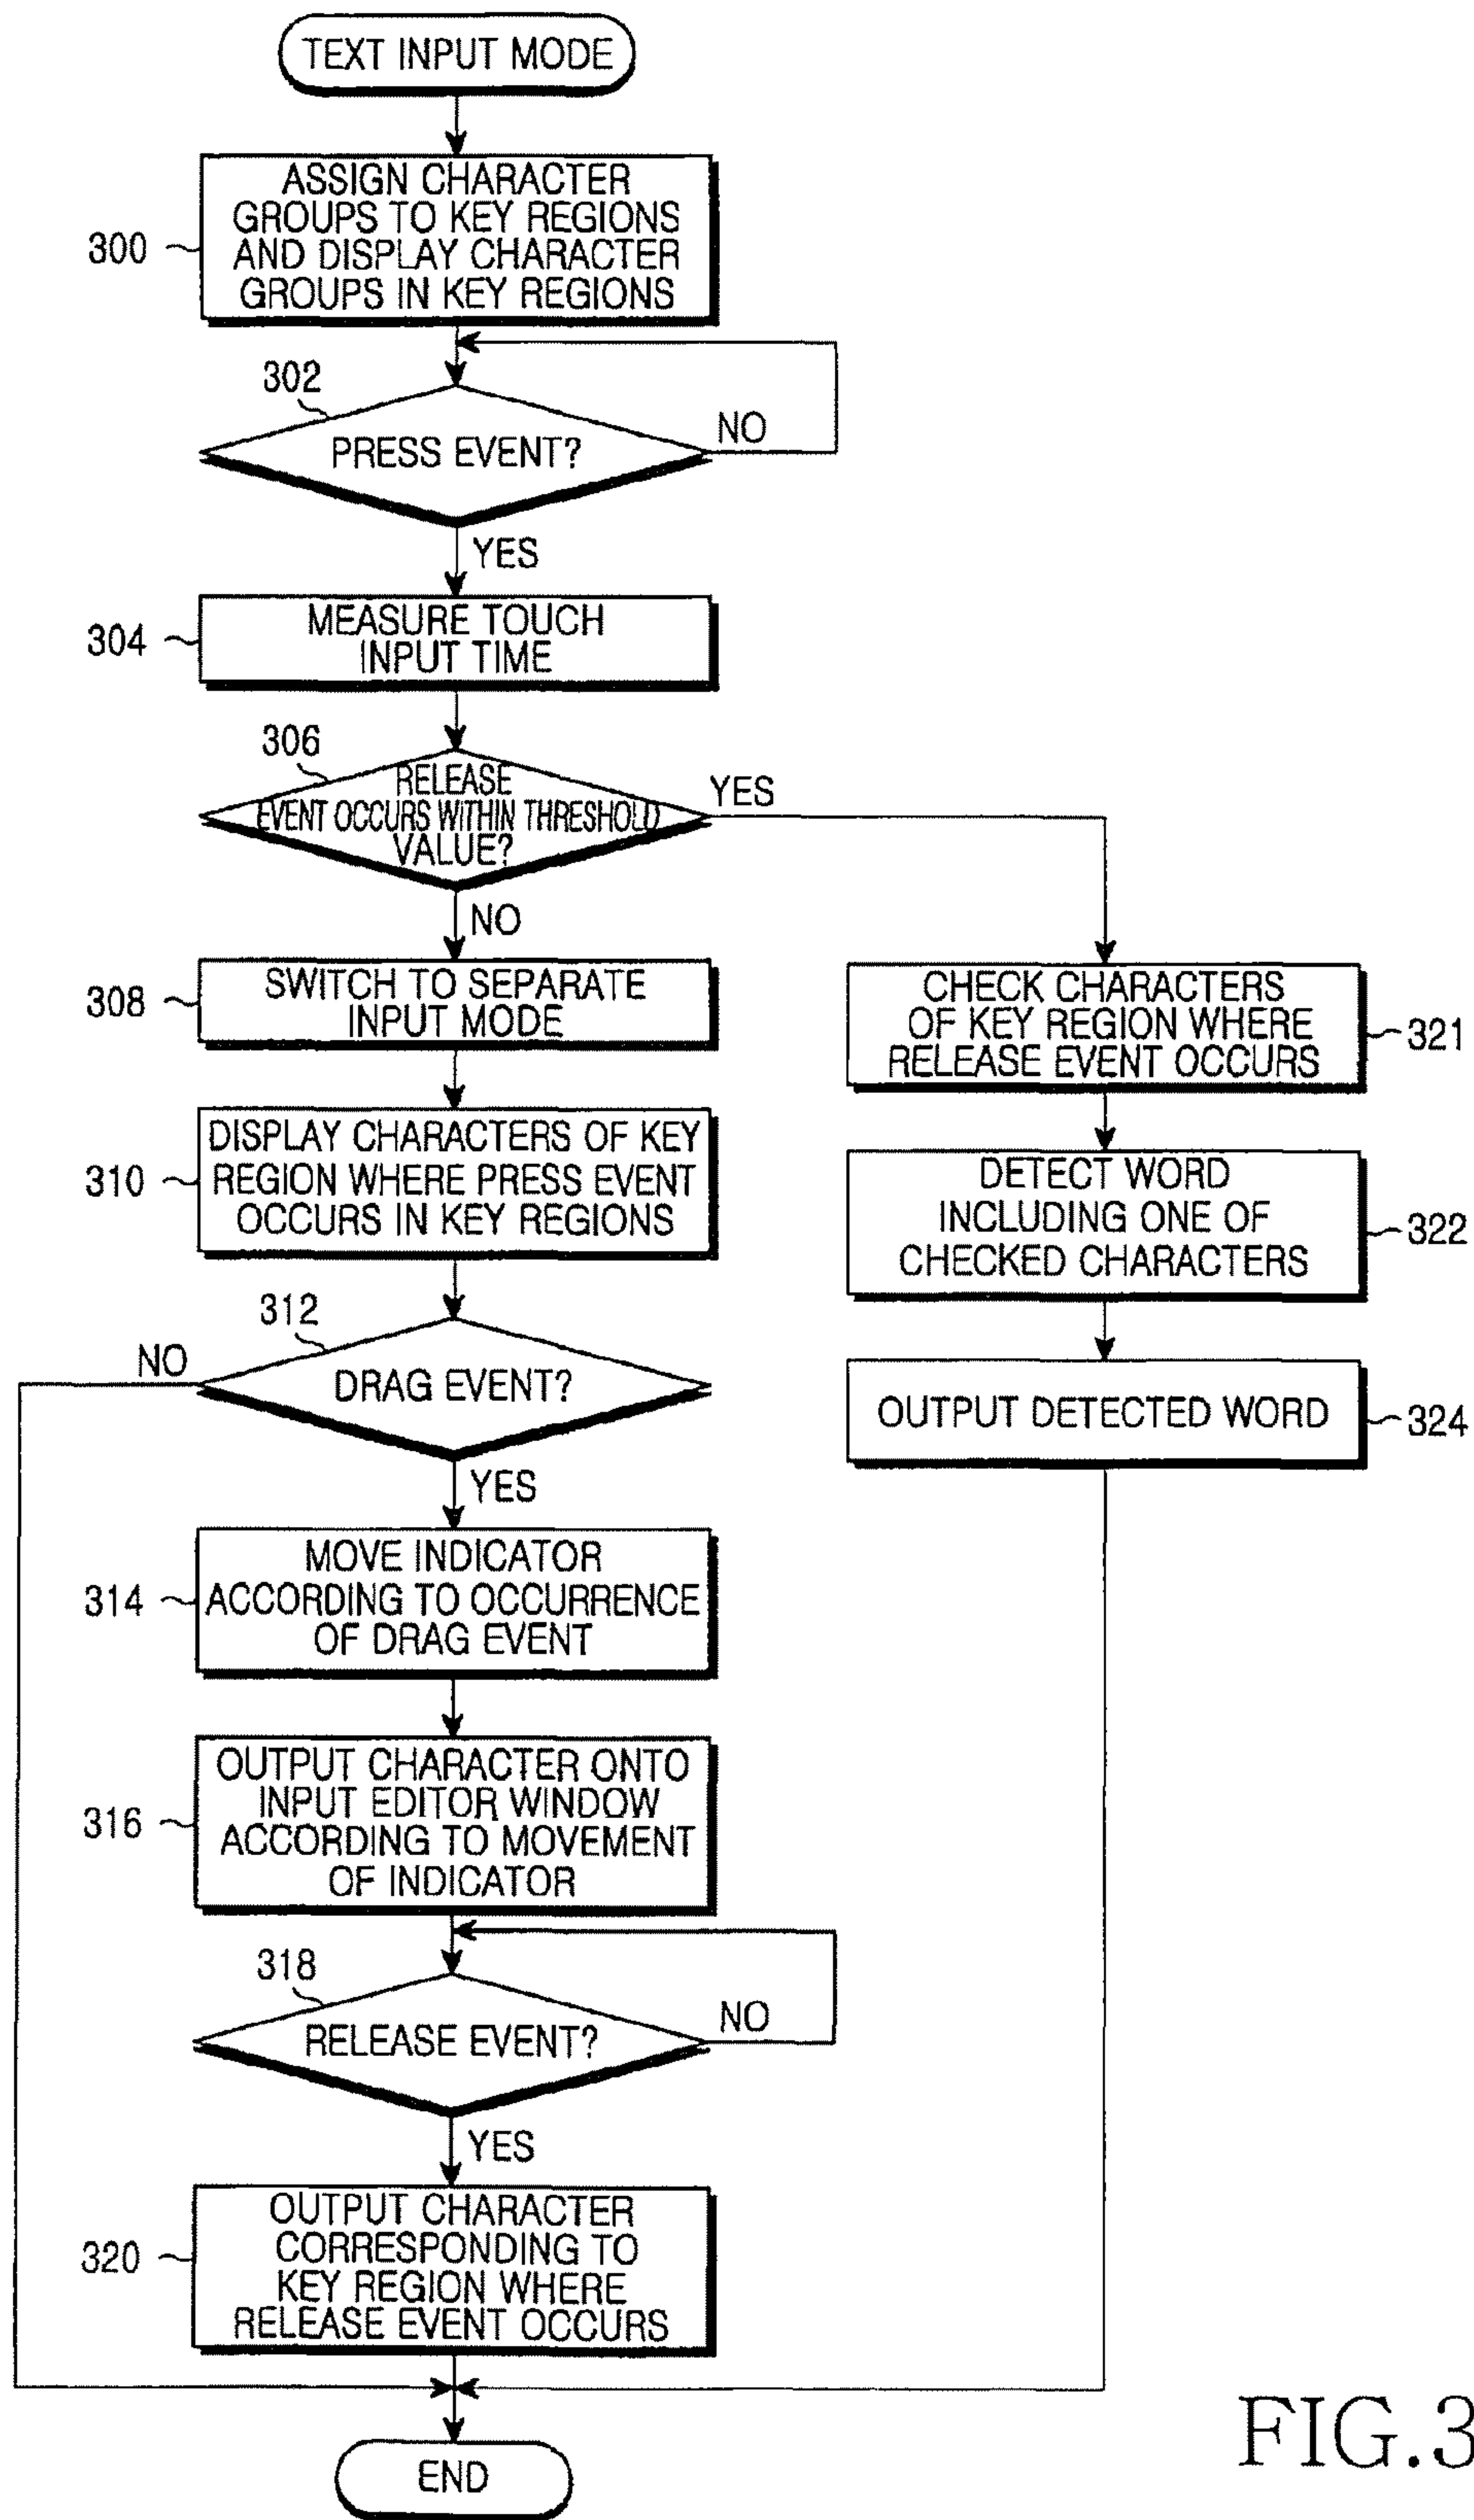 TEXT INPUT MODE
ASSIGN CHARACTER
GROUPS TO KEY REGIONS
AND DISPLAY CHARACTER
GROUPS IN KEY REGIONS
300
302
PRESS EVENT?
NO
YES
304
MEASURE TOUCH
INPUT TIME
306
RELEASE
EVENT OCCURS WITHIN THRESHOLD
VALUE?
YES
NO
308
SWITCH TO SEPARATE
INPUT MODE
CHECK CHARACTERS
OF KEY REGION WHERE
RELEASE EVENT OCCURS
321
310
DISPLAY CHARACTERS OF KEY
REGION WHERE PRESS EVENT
OCCURS IN KEY REGIONS
DETECT WORD
INCLUDING ONE OF
CHECKED CHARACTERS
322
312
NO
DRAG EVENT?
YES
OUTPUT DETECTED WORD
324
314
MOVE INDICATOR
ACCORDING TO OCCURRENCE
OF DRAG EVENT
316
OUTPUT CHARACTER ONTO
INPUT EDITOR WINDOW
ACCORDING TO MOVEMENT
OF INDICATOR
318
RELEASE EVENT?
NO
YES
320
OUTPUT CHARACTER
CORRESPONDING TO
KEY REGION WHERE
RELEASE EVENT OCCURS
END
FIG.3